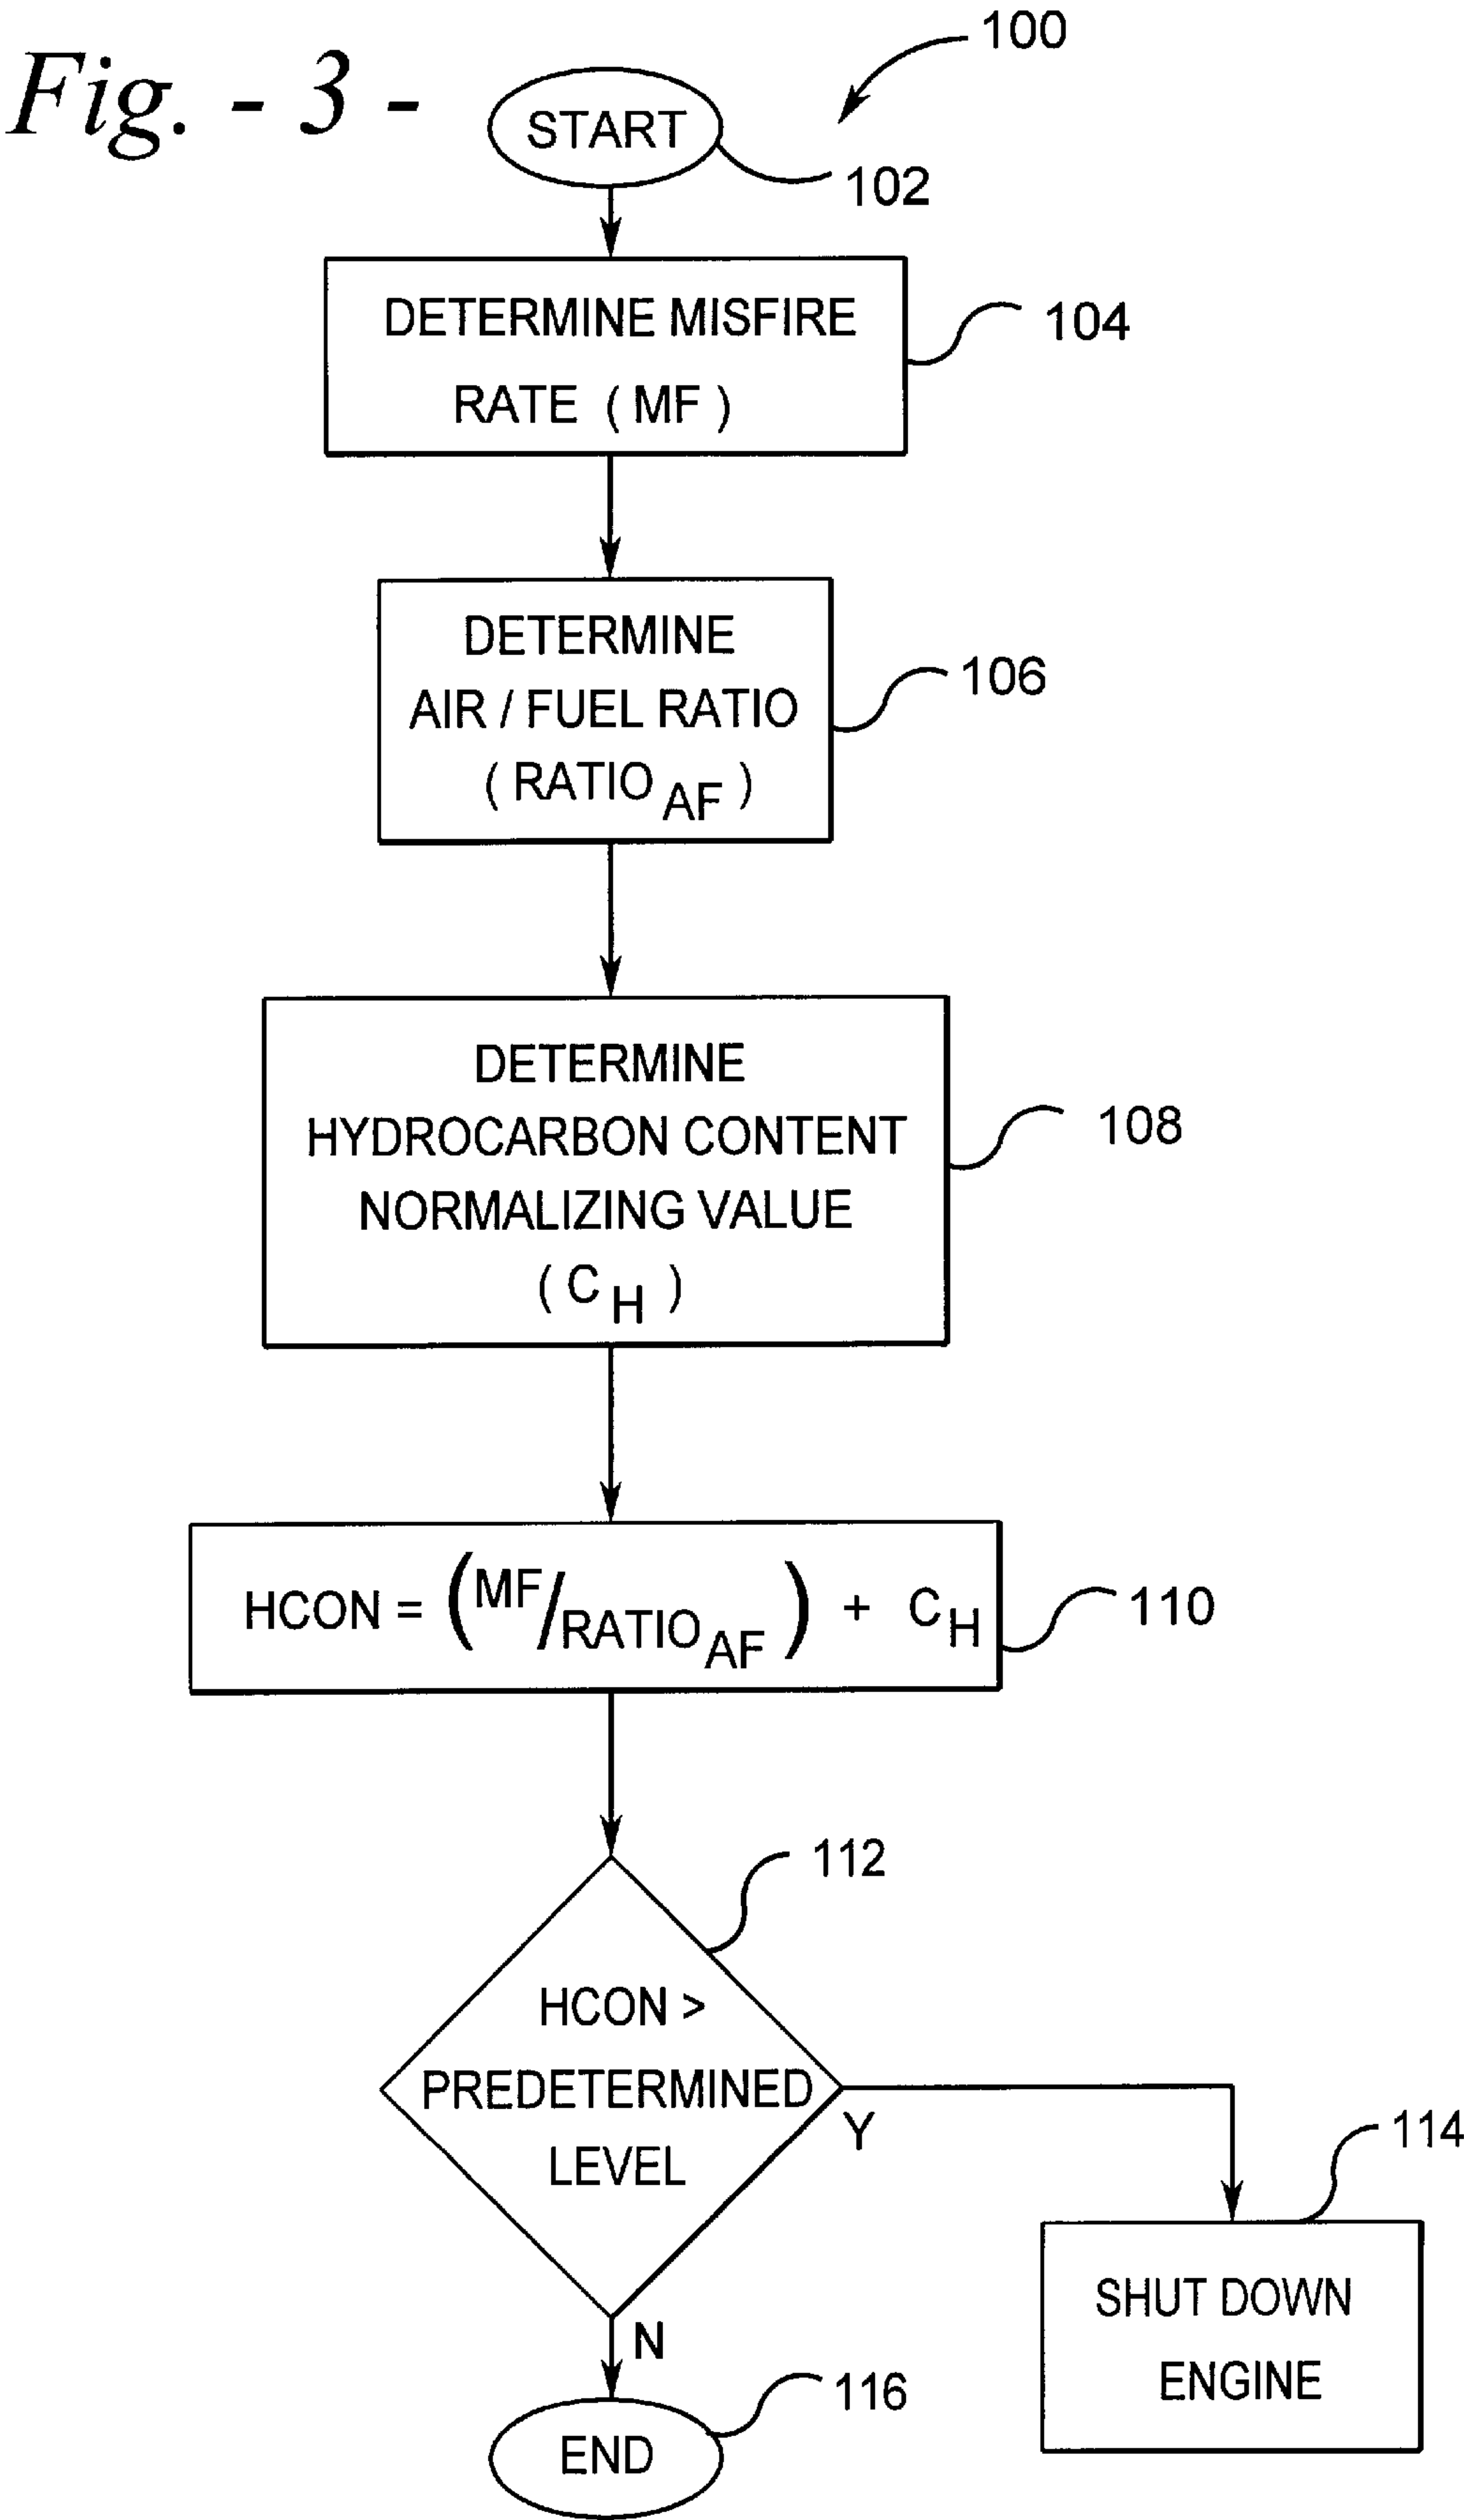 Fig. - 3 -
100
START
102
DETERMINE MISFIRE
RATE ( MF )
104
DETERMINE
AIR / FUEL RATIO
( RATIO AF )
106
DETERMINE
HYDROCARBON CONTENT
NORMALIZING VALUE
( C H )
108
HCON = ( MF / RATIO AF ) + C H
110
112
HCON >
PREDETERMINED
LEVEL
Y
114
SHUT DOWN
ENGINE
N
116
END